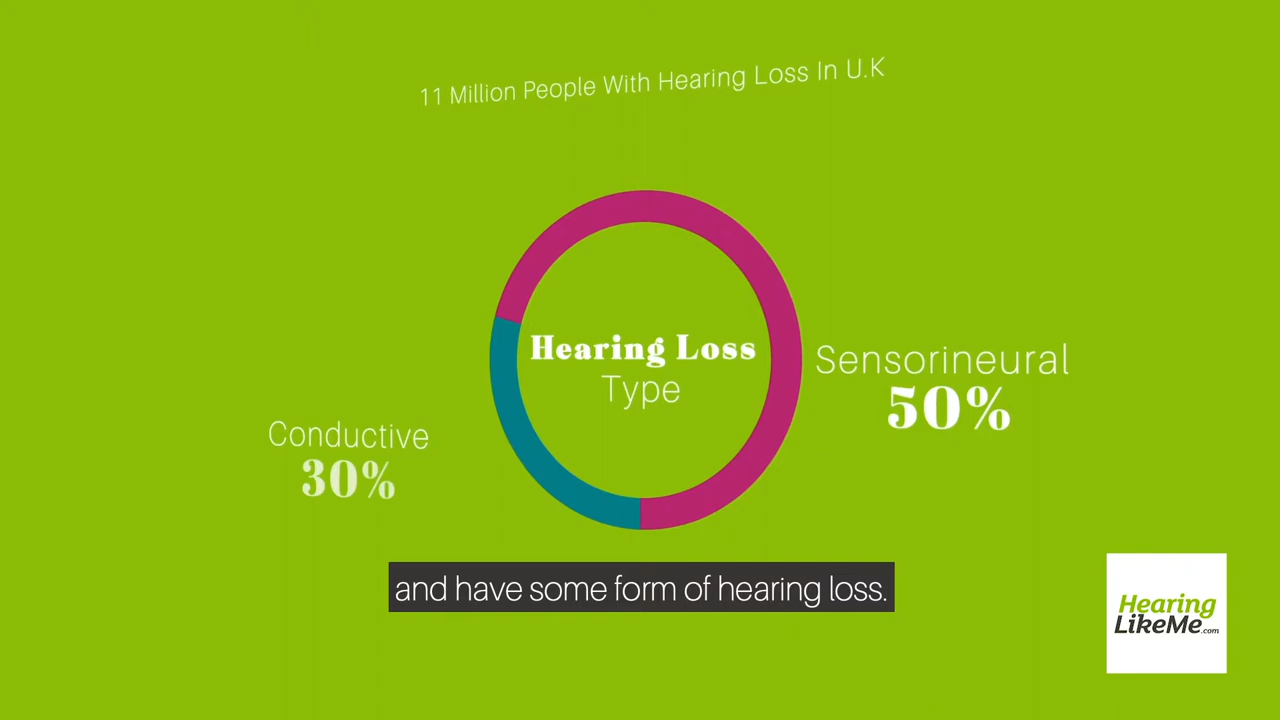 11 Million People With Hearing Loss In U.K
Hearing Loss
Type
Sensorineural
50%
Conductive
30%
and have some form of hearing loss.
Hearing
LikeMe.com